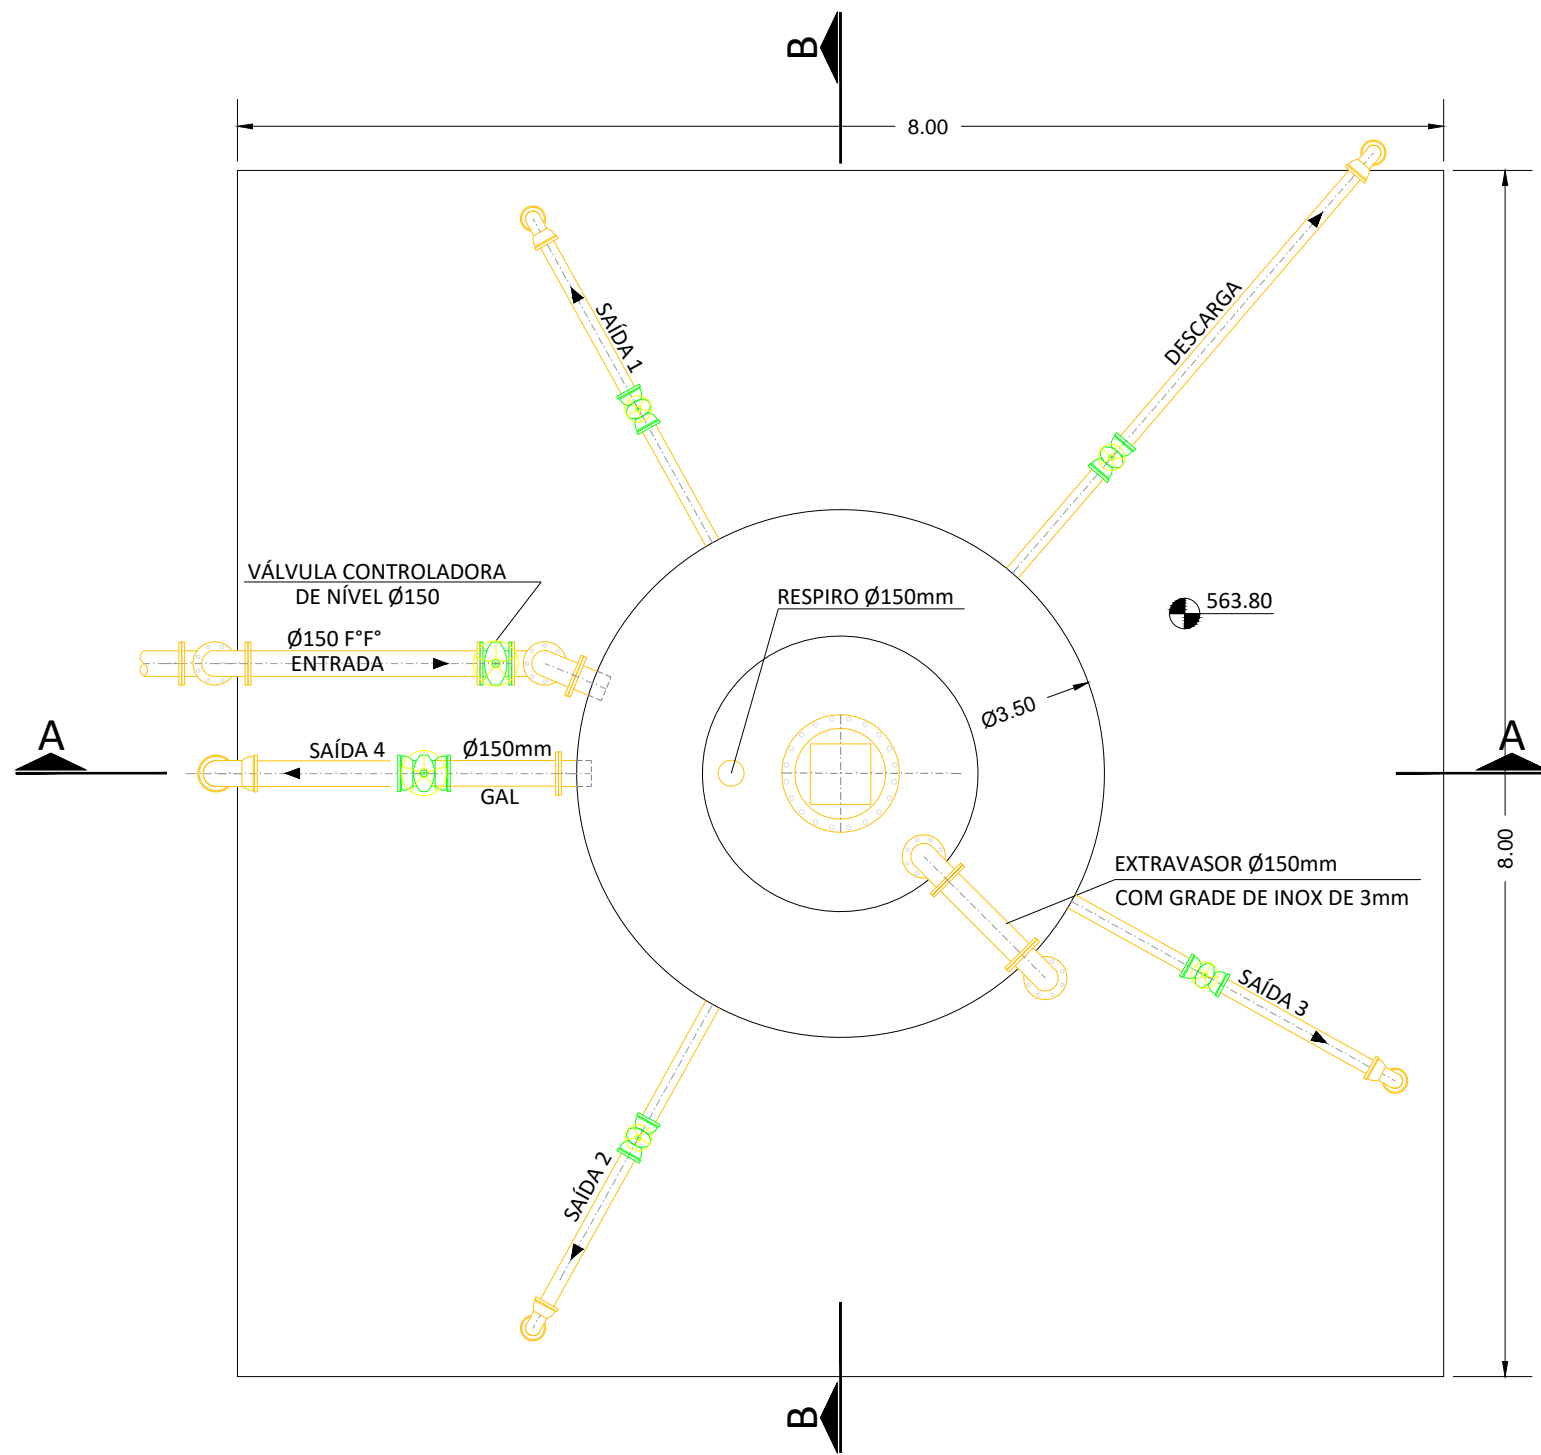 B
8.00
SAÍDA 1
DESCARGA
VÁLVULA CONTROLADORA
DE NÍVEL Ø150
RESPIRO Ø150mm
563.80
Ø150 F°F°
ENTRADA
Ø3.50
A
SAÍDA 4
Ø150mm
GAL
A
8.00
EXTRAVASOR Ø150mm
COM GRADE DE INOX DE 3mm
SAÍDA 3
SAÍDA 2
B